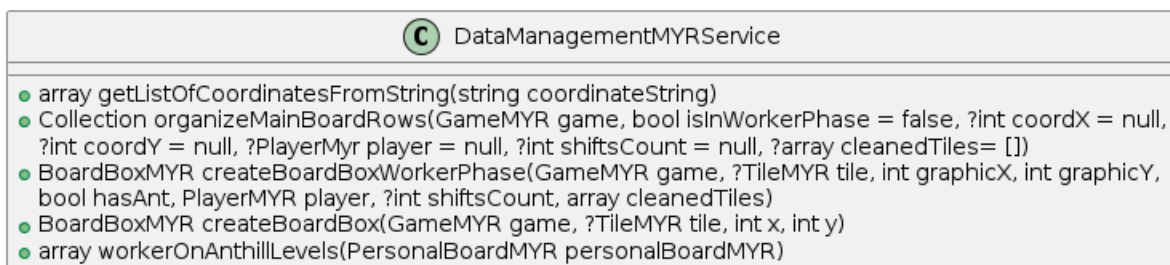 C DataManagementMYRService
array getListOfCoordinatesFromString(string coordinateString)
Collection organizeMainBoardRows(GameMYR game, bool isInWorkerPhase = false, ?int coordX = null,
?int coordY = null, ?PlayerMyr player = null, ?int shiftsCount = null, ?array cleanedTiles= [])
BoardBoxMYR createBoardBoxWorkerPhase(GameMYR game, ?TileMYR tile, int graphicX, int graphicY,
bool hasAnt, PlayerMYR player, ?int shiftsCount, array cleanedTiles)
BoardBoxMYR createBoardBox(GameMYR game, ?TileMYR tile, int x, int y)
array workerOnAnthillLevels(PersonalBoardMYR personalBoardMYR)